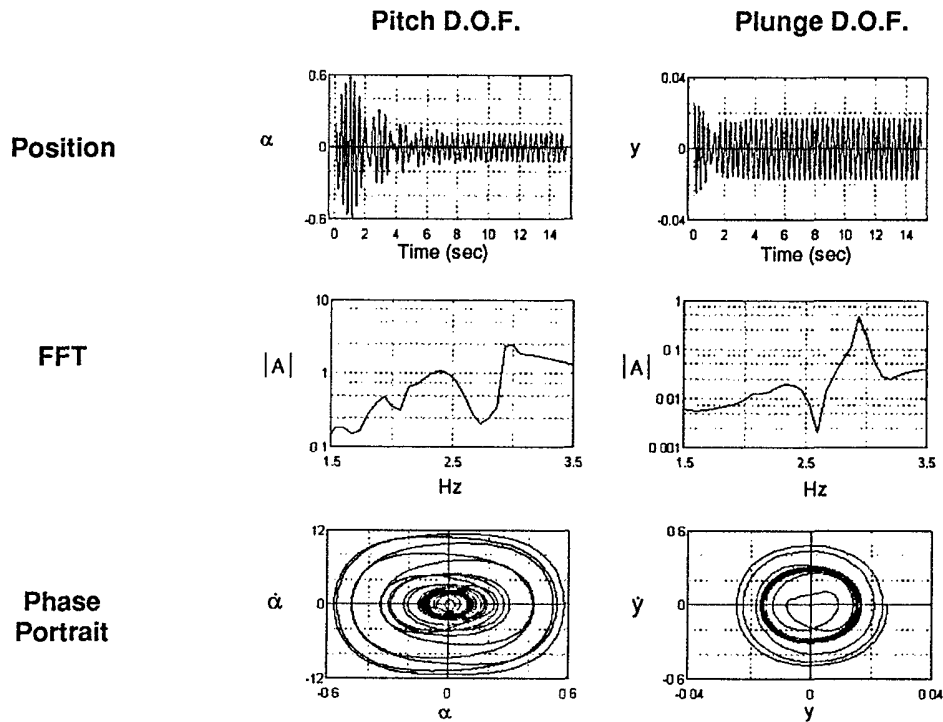 Pitch D.O.F.
Plunge D.O.F.
Position
α
0.6
0
-0.6
0 2 4 6 8 10 12 14
Time (sec)
y
0.04
0
-0.04
0 2 4 6 8 10 12 14
Time (sec)
FFT
|A|
10
1
0 1
1.5 2.5 3.5
Hz
|A|
1
0.1
0 01
0 001
1.5 2.5 3.5
Hz
Phase
Portrait
α̇
12
0
-12
-0 6 0 0 6
α
ẏ
0 6
0
-0 6
-0 04 0 0 04
y